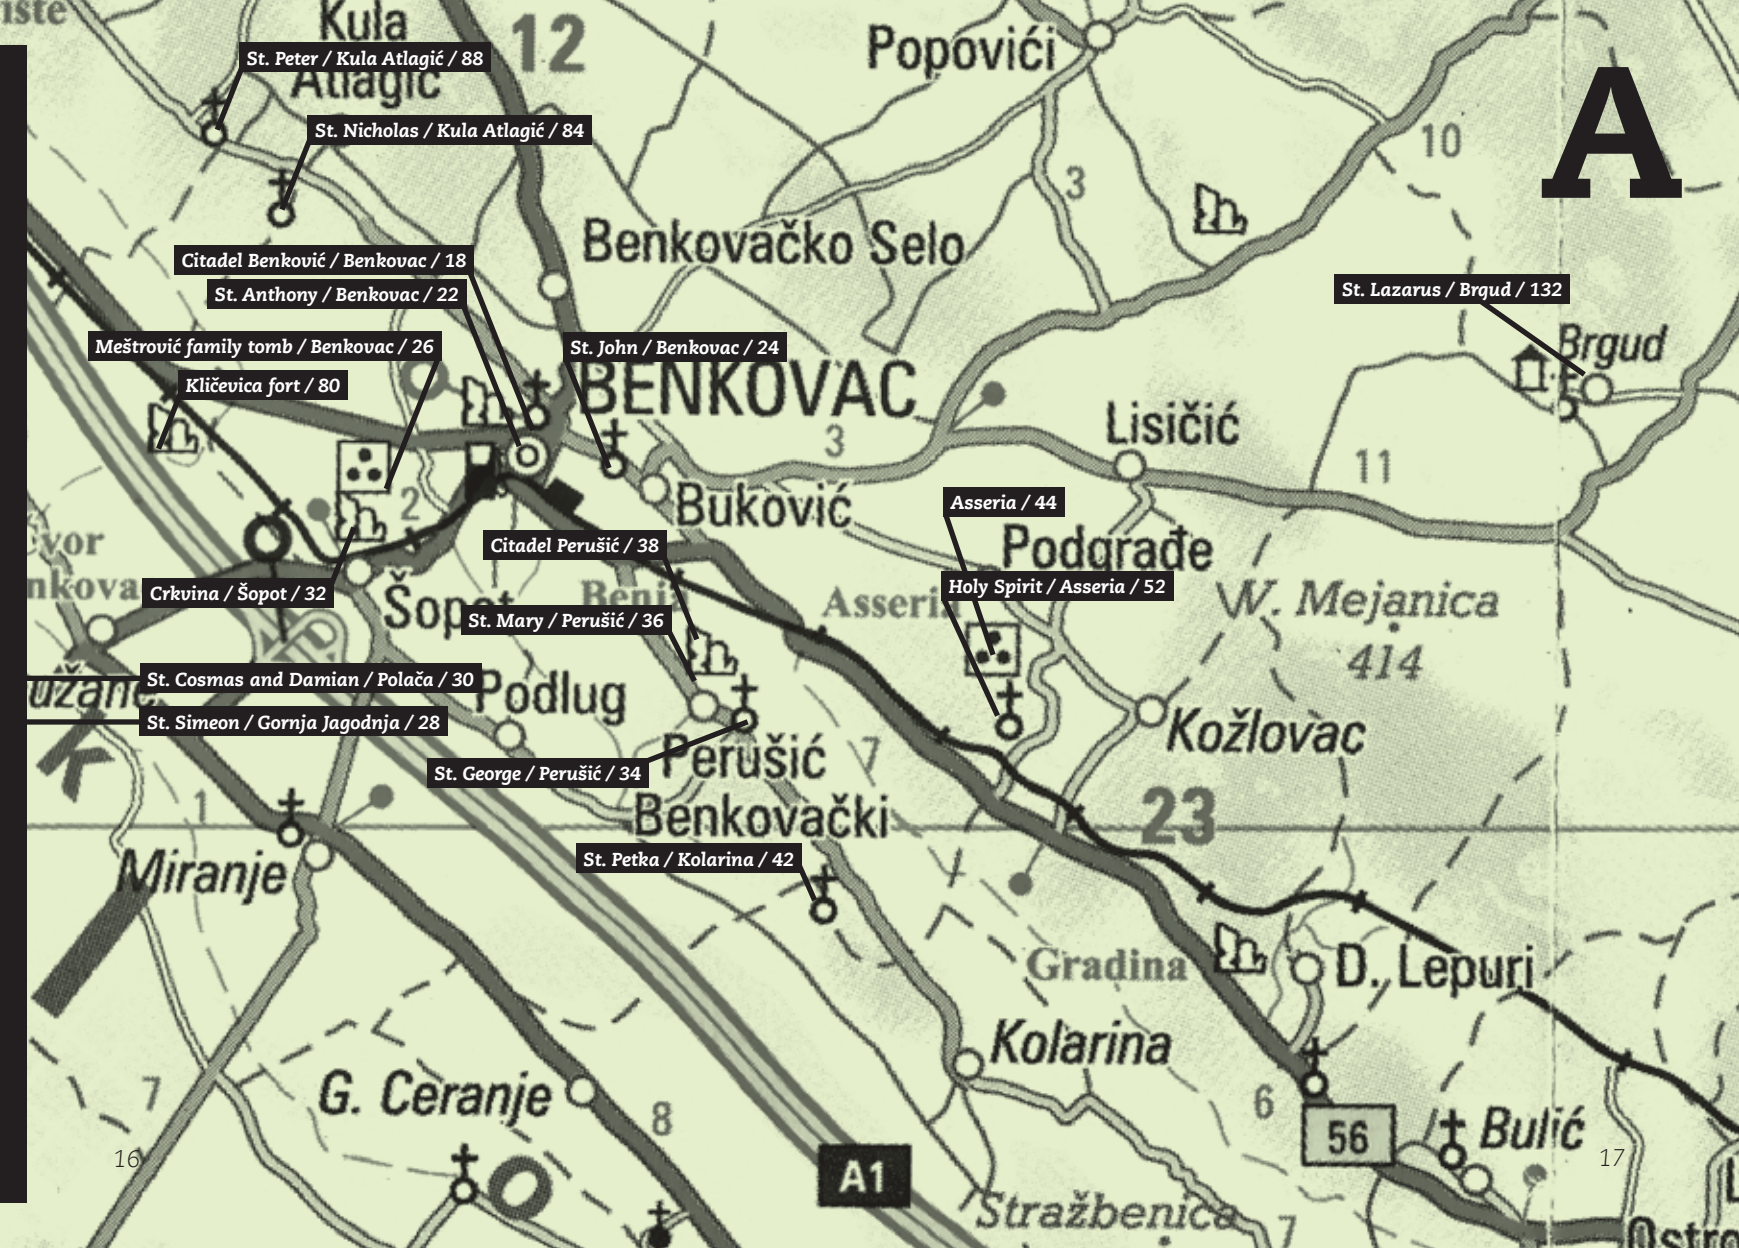 Kula
12
Popovići
St. Peter / Kula Atlagić / 88
Atlagić
A
St. Nicholas / Kula Atlagić / 84
10
3
Benkovačko Selo
Citadel Benković / Benkovac / 18
St. Anthony / Benkovac / 22
St. Lazarus / Brgud / 132
Meštrović family tomb / Benkovac / 26
St. John / Benkovac / 24
Brgud
Kličevica fort / 80
BENKOVAC
Lisičić
3
11
2
Buković
Asseria / 44
Podgrađe
Citadel Perušić / 38
Holy Spirit / Asseria / 52
Crkvina / Šopot / 32
Asseria
V. Mejanica
414
Šopot
St. Mary / Perušić / 36
St. Cosmas and Damian / Polača / 30
Podlug
St. Simeon / Gornja Jagodnja / 28
Kožlovac
St. George / Perušić / 34
Perušić
7
Benkovački
1
23
St. Petka / Kolarina / 42
Miranje
K
Gradina
D. Lepuri
Kolarina
G. Ceranje
7
8
6
56
Bulić
16
17
A1
O
Stražbenica
7